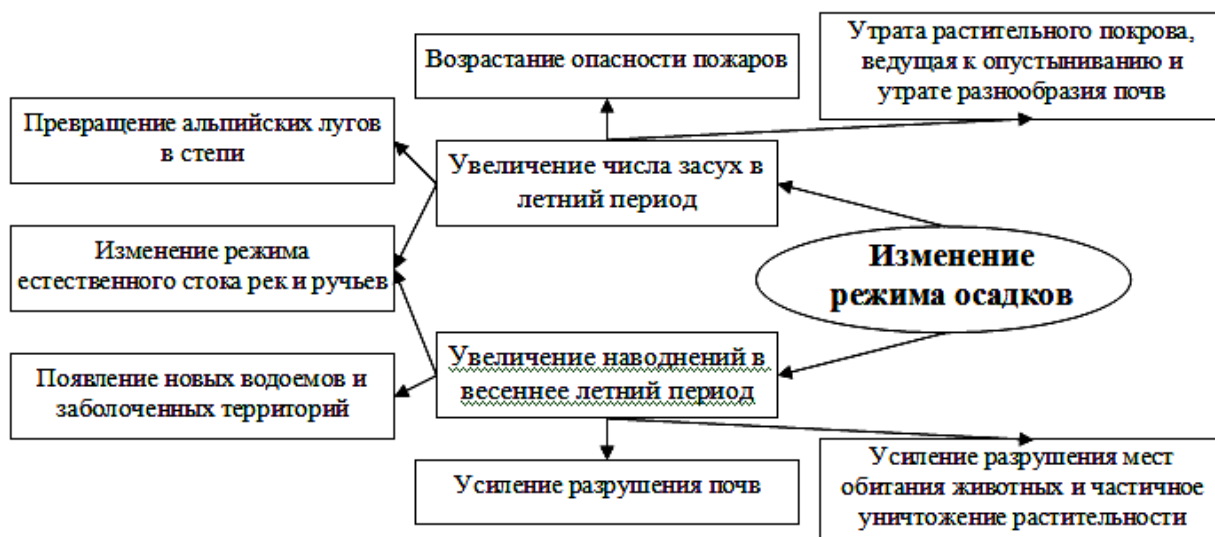 Возрастание опасности пожаров
Утрата растительного покрова,
ведущая к опустыниванию и
утрате разнообразия почв
Превращение альпийских лугов
в степи
Увеличение числа засух в
летний период
Изменение режима
естественного стока рек и ручьев
Изменение
режима осадков
Увеличение наводнений в
весеннее летний период
Появление новых водоемов и
заболоченных территорий
Усиление разрушения почв
Усиление разрушения мест
обитания животных и частичное
уничтожение растительности